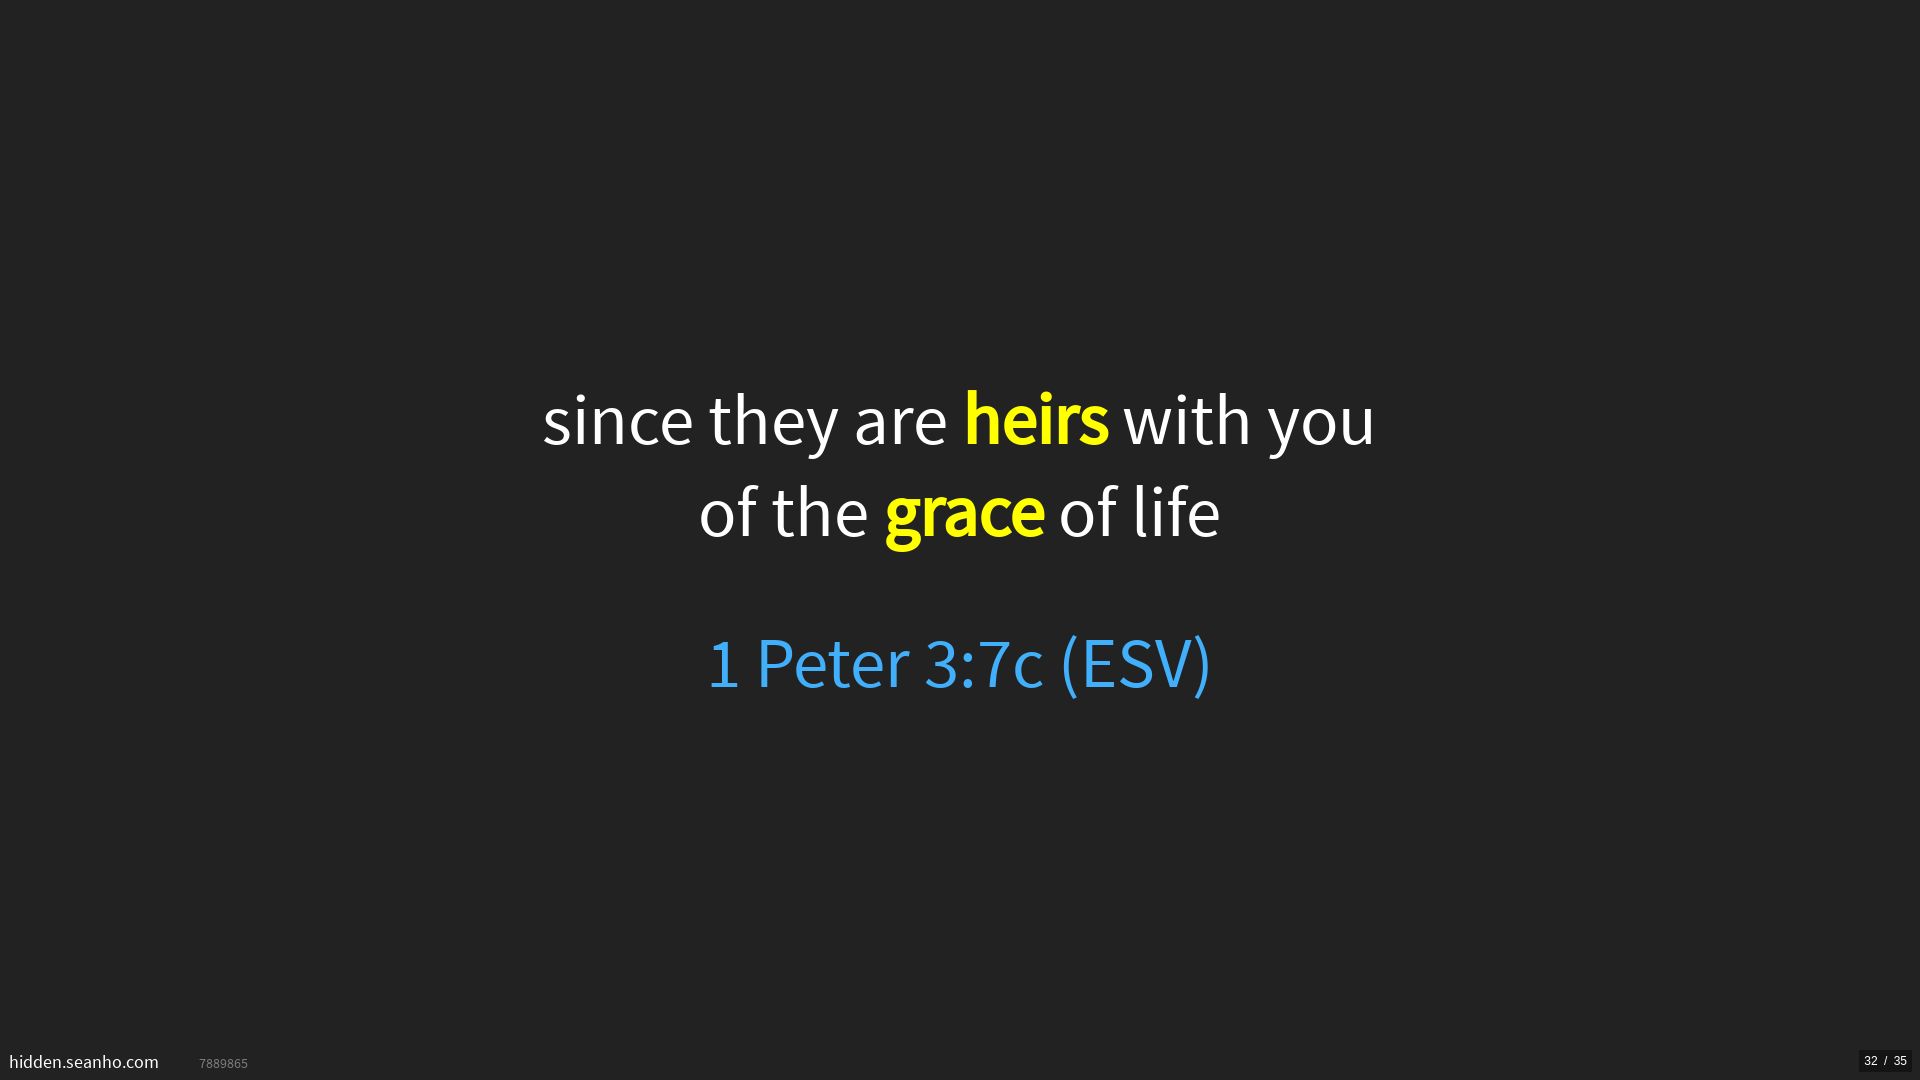 since they are heirs with you
of the grace of life
1 Peter 3:7c (ESV)
hidden.seanho.com 7889865
32 / 35